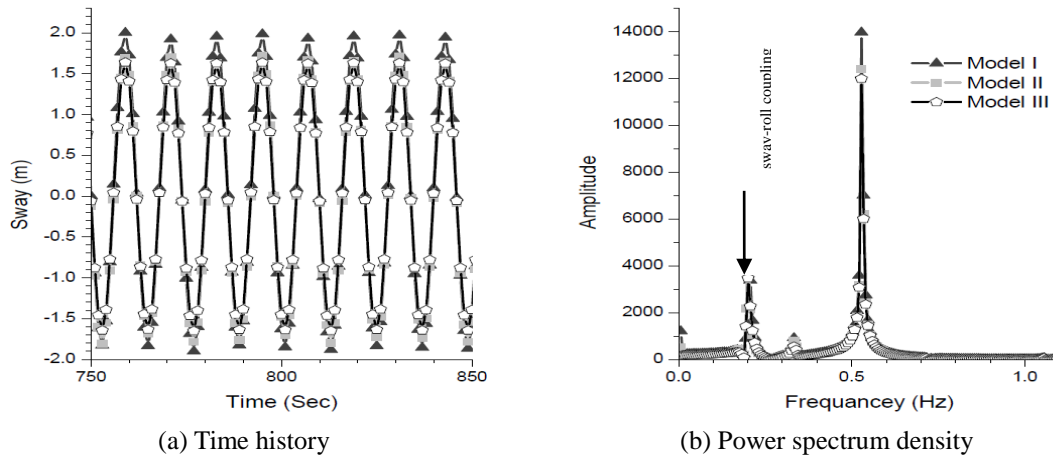 2.0
1.5
1.0
0.5
0.0
-0.5
-1.0
-1.5
-2.0
Sway (m)
750
800
850
Time (Sec)
(a) Time history
14000
12000
10000
8000
6000
4000
2000
0
Amplitude
sway-roll coupling
Model I
Model II
Model III
0.0
0.5
1.0
Frequancey (Hz)
(b) Power spectrum density